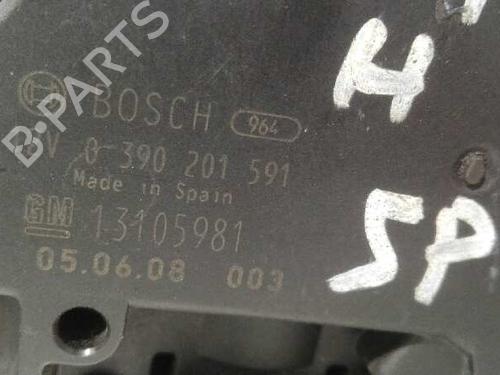 BOSCH 964
V 0 390 201 591
Made in Spain
GM 13105981
05.06.08 003
H
5P
B-PARTS